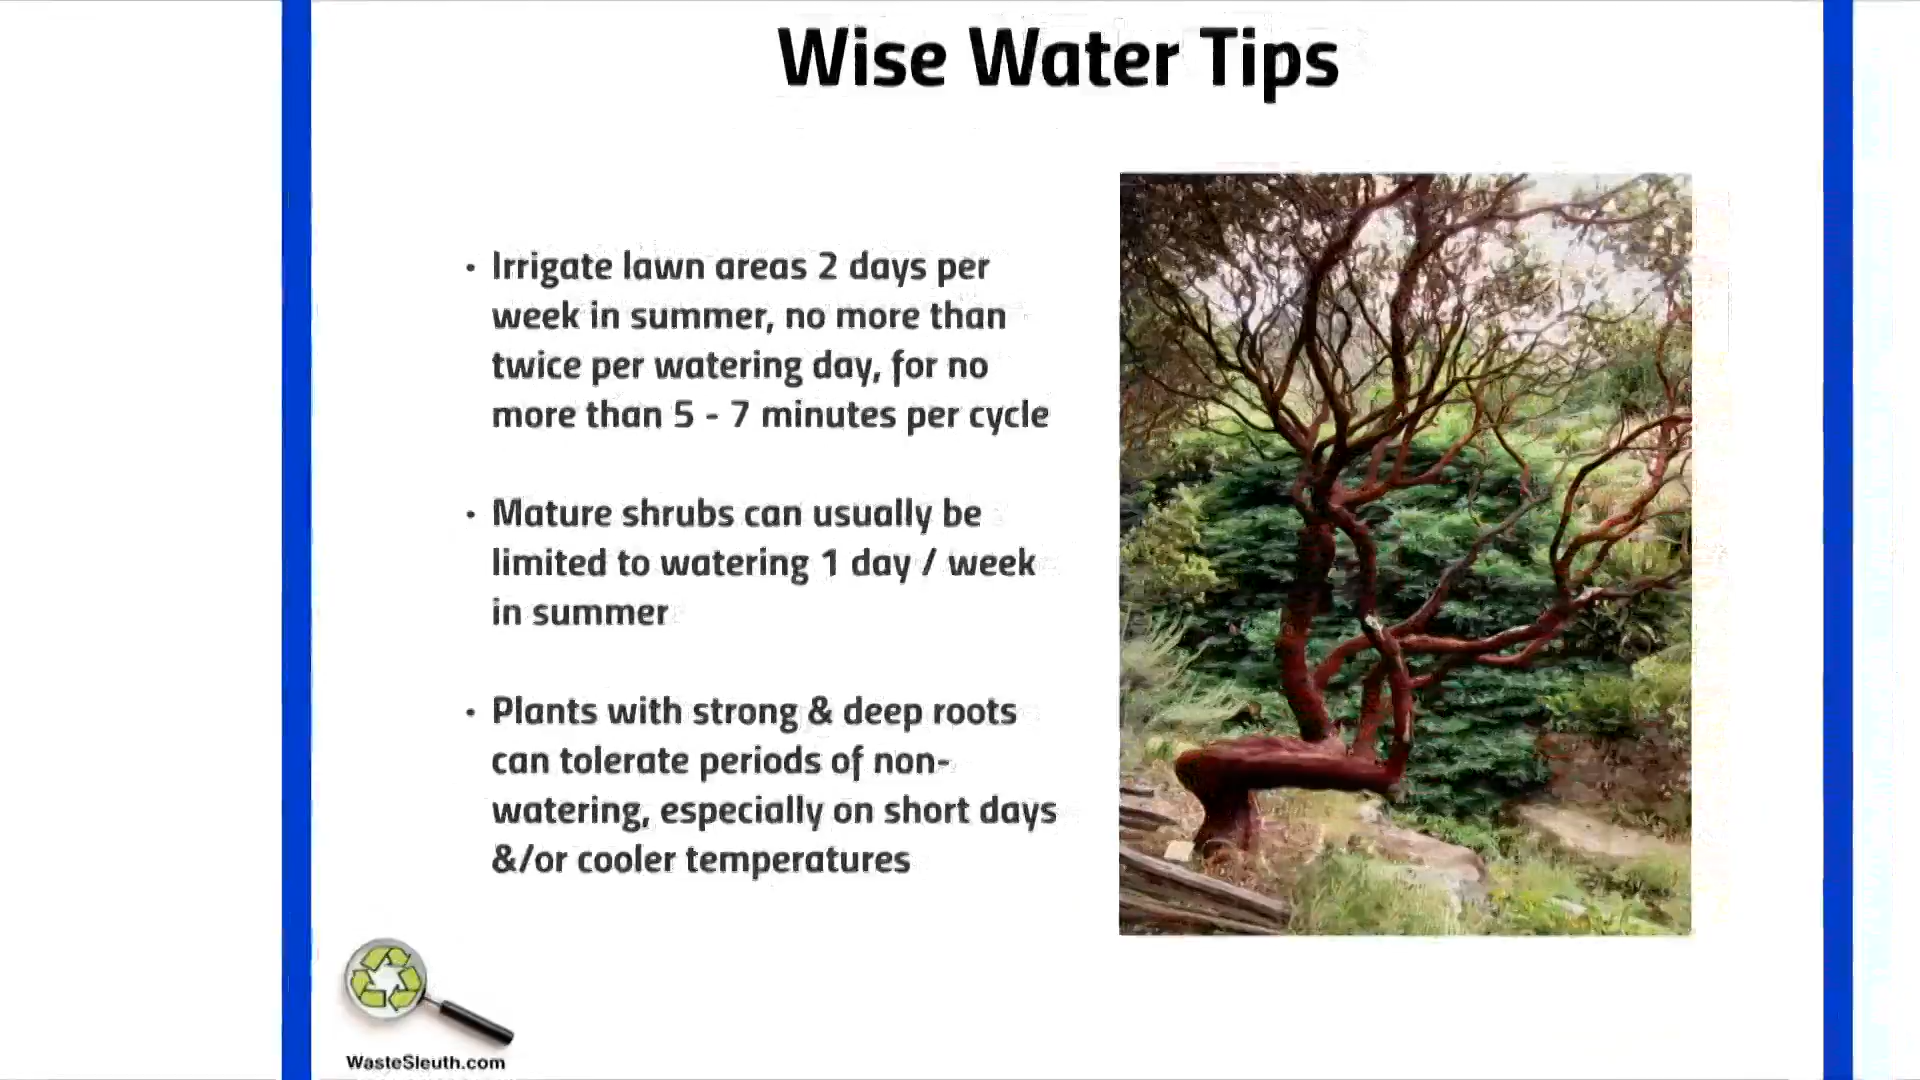 Wise Water Tips
• Irrigate lawn areas 2 days per
week in summer, no more than
twice per watering day, for no
more than 5 - 7 minutes per cycle
• Mature shrubs can usually be
limited to watering 1 day / week
in summer
• Plants with strong & deep roots
can tolerate periods of non-
watering, especially on short days
&/or cooler temperatures
WasteSleuth.com